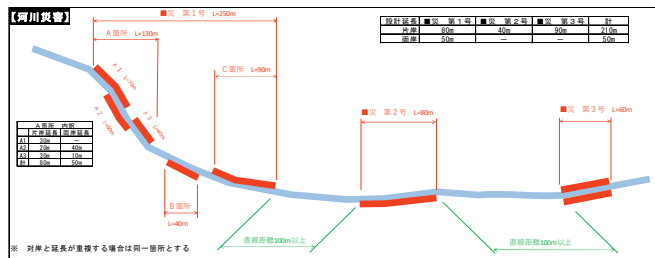 【河川災害】
■災 第１号 L=250m
A箇所 L=130m
C箇所 L=90m
A１ L=70m
A２ L=60m
A３ L=40m
B箇所
L=40m
設計延長 ■災 第１号 ■災 第２号 ■災 第３号 計
片岸 80m 40m 90m 210m
両岸 50m － － 50m
A箇所 内訳
片岸延長 両岸延長
A1 30m －
A2 20m 40m
A3 30m 10m
計 80m 50m
■災 第２号 L=80m
■災 第３号 L=60m
直線距離100m以上
直線距離100m以上
※ 対岸と延長が重複する場合は同一箇所とする